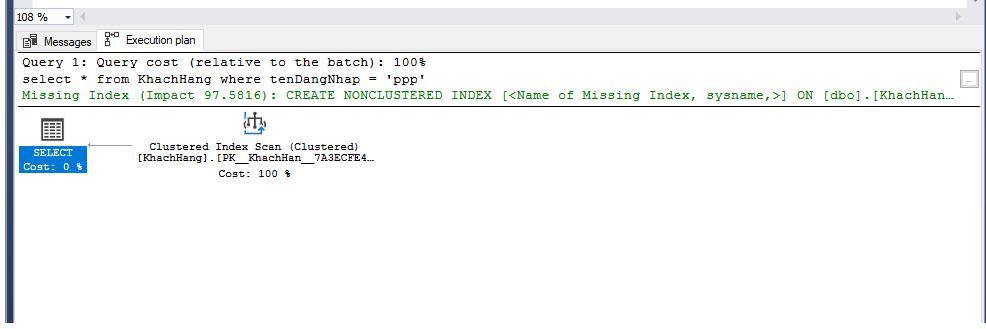 108 %
Messages Execution plan
Query 1: Query cost (relative to the batch): 100%
select * from KhachHang where tenDangNhap = 'ppp'
Missing Index (Impact 97.5816): CREATE NONCLUSTERED INDEX [<Name of Missing Index, sysname,>] ON [dbo].[KhachHan…
SELECT
Cost: 0 %
Clustered Index Scan (Clustered)
[KhachHang].[PK__KhachHan__7A3ECFE4…
Cost: 100 %